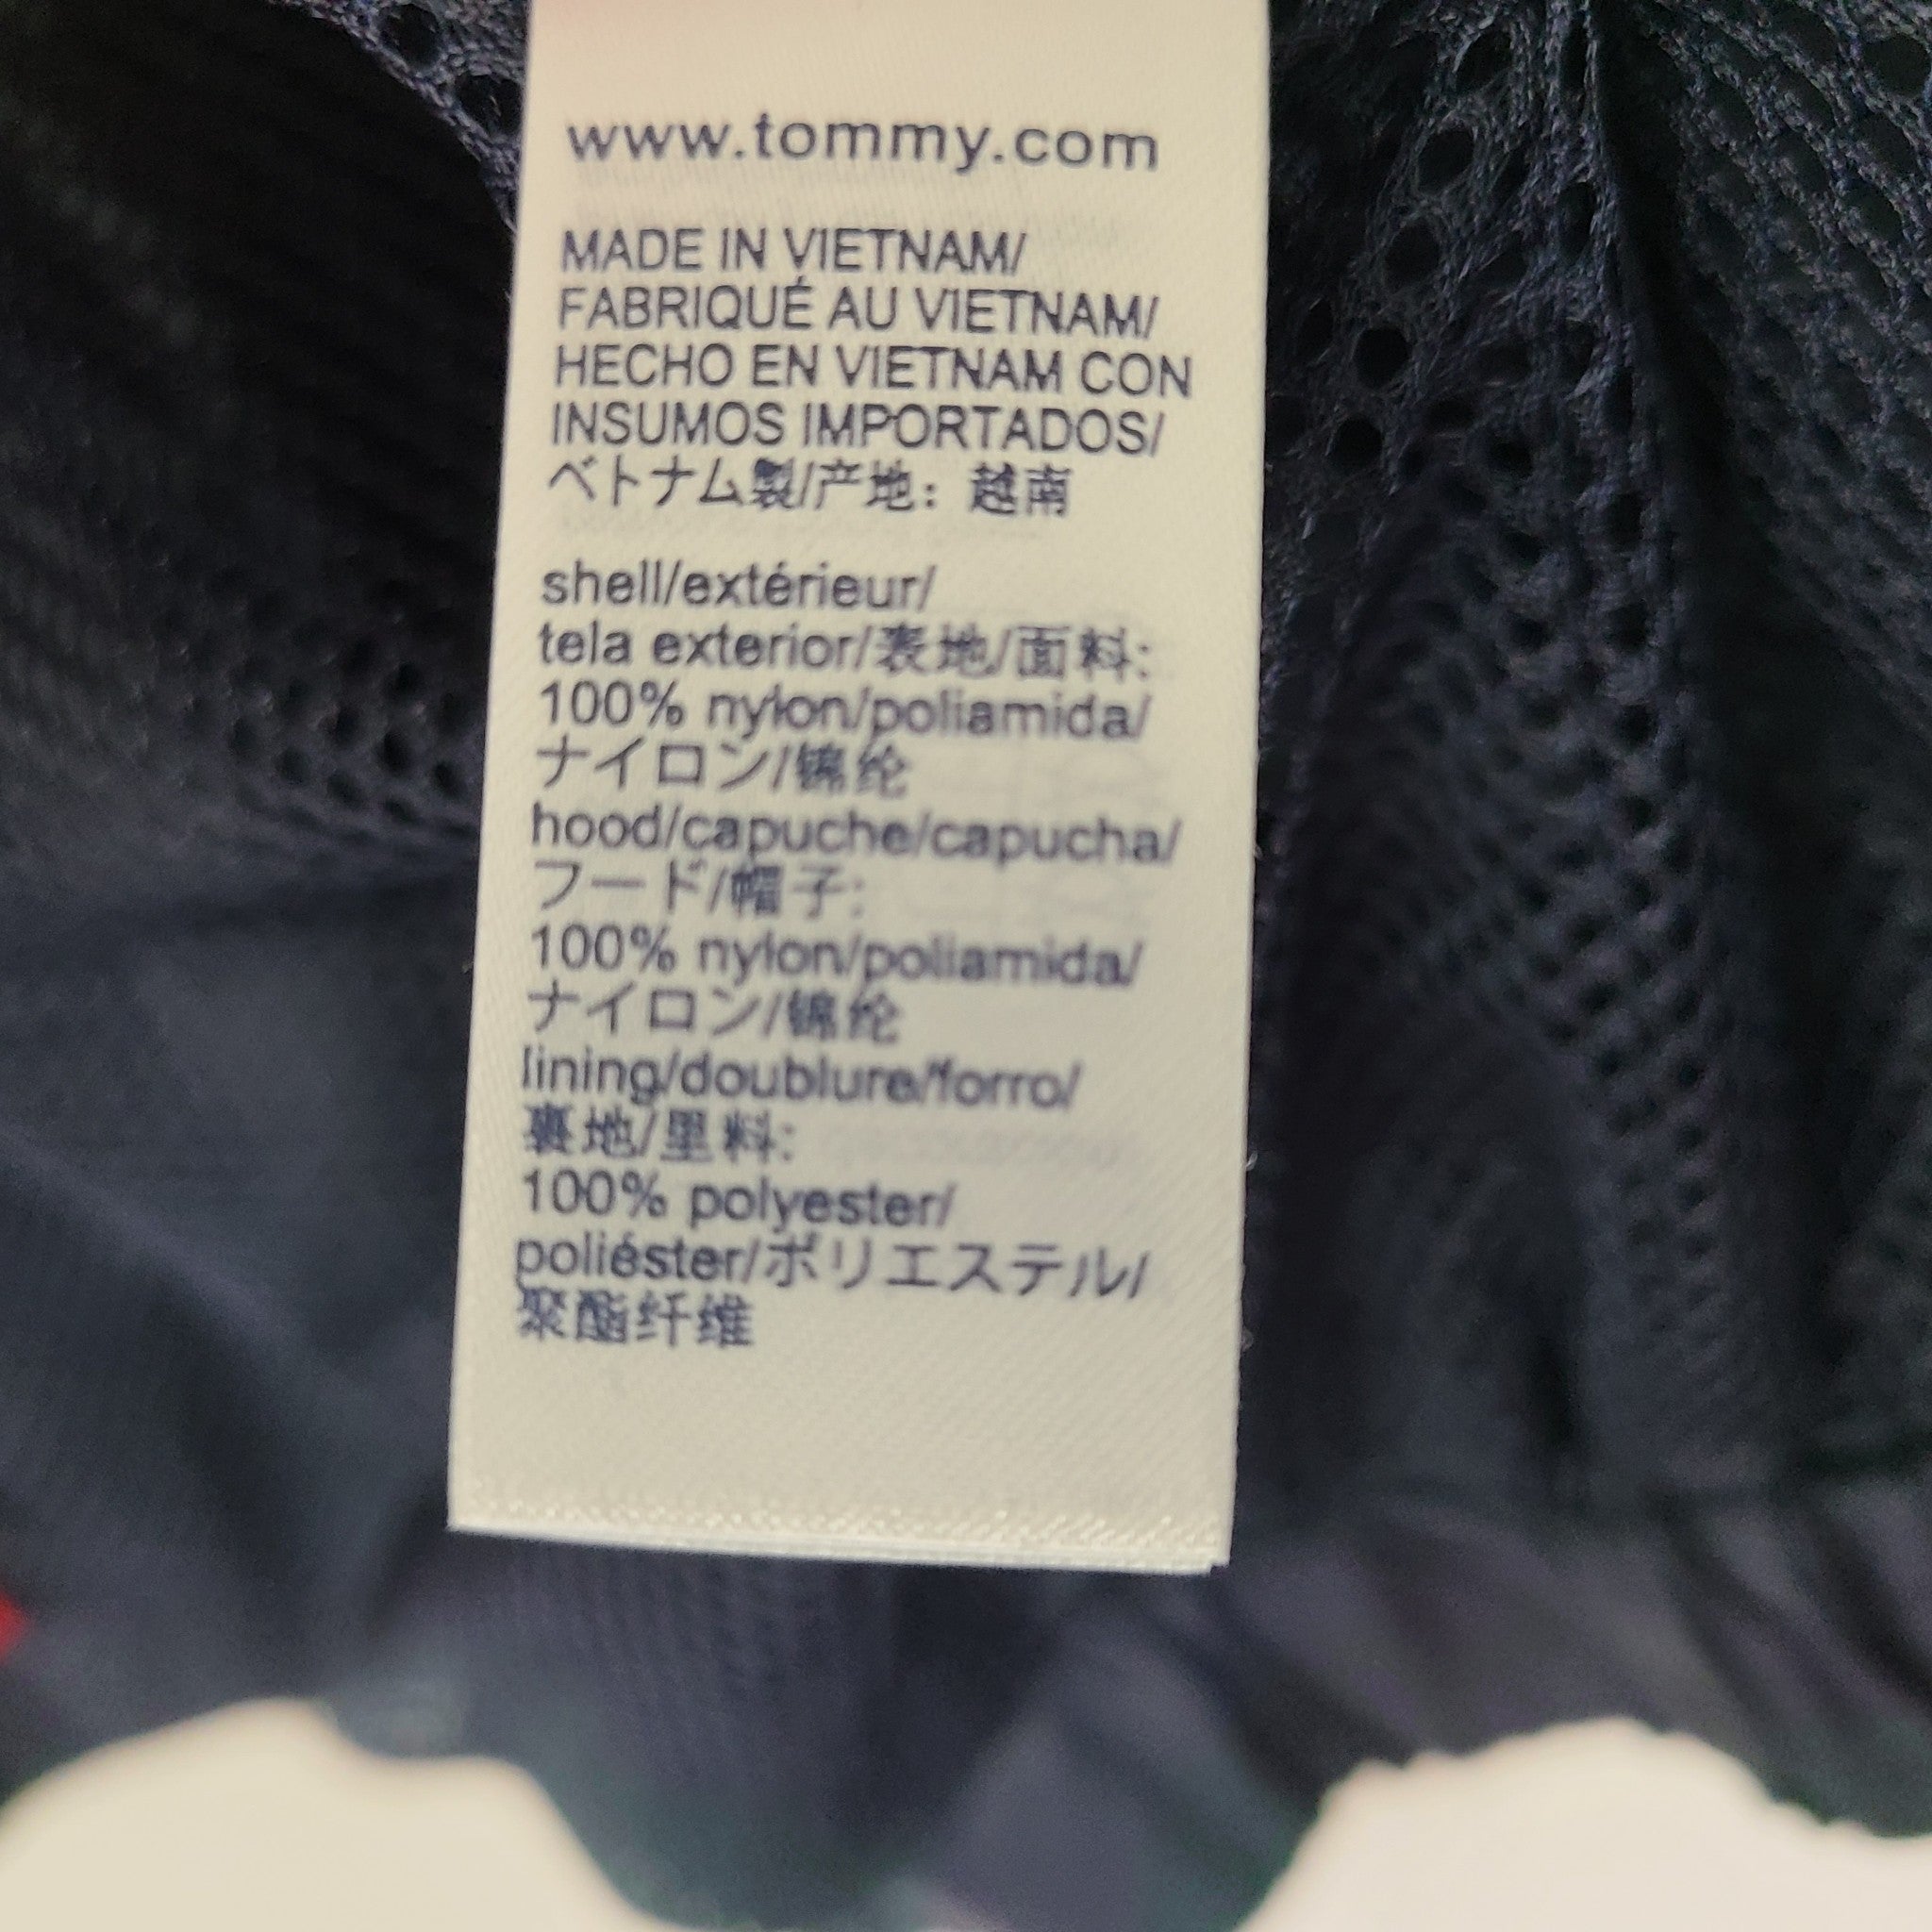 www.tommy.com
MADE IN VIETNAM/
FABRIQUÉ AU VIETNAM/
HECHO EN VIETNAM CON
INSUMOS IMPORTADOS/
ベトナム製/产地：越南
shell/extérieur/
tela exterior/表地/面料:
100% nylon/poliamida/
ナイロン/锦纶
hood/capuche/capucha/
フード/帽子:
100% nylon/poliamida/
ナイロン/锦纶
lining/doublure/forro/
裏地/里料:
100% polyester/
poliéster/ポリエステル/
聚酯纤维